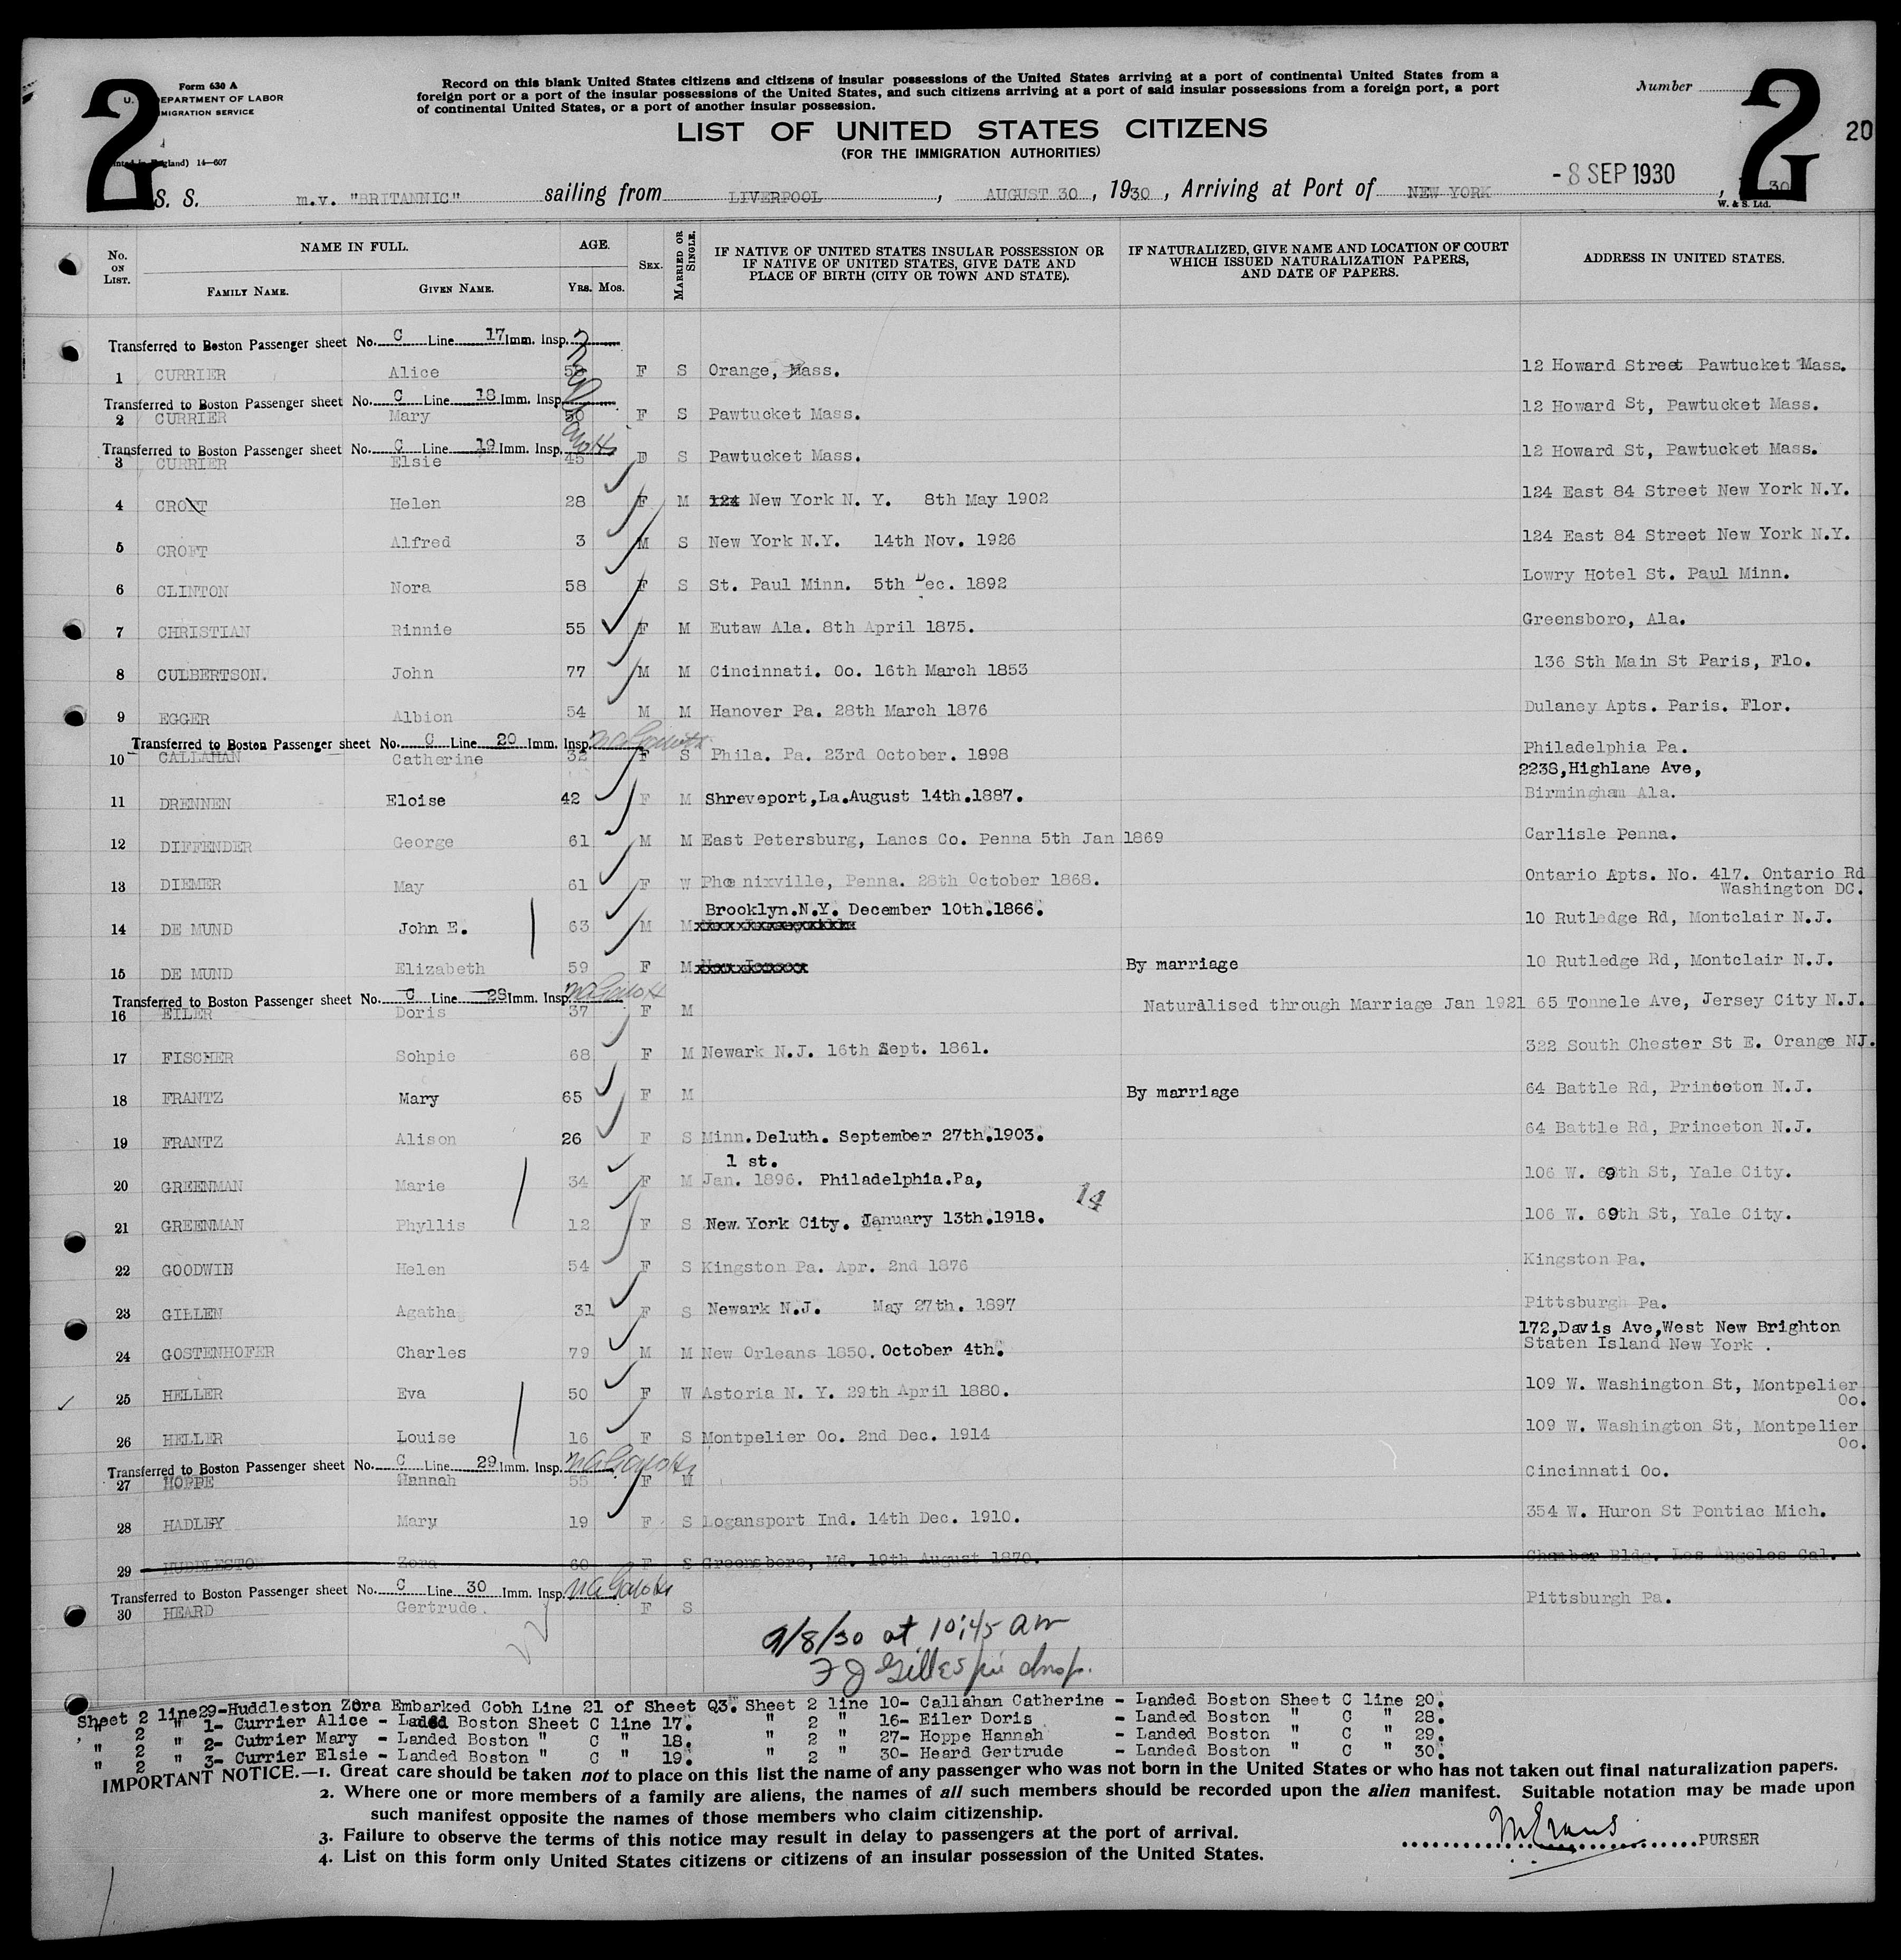 2
Form 630 A
U. DEPARTMENT OF LABOR
MIGRATION SERVICE
gland) 14—607
Record on this blank United States citizens and citizens of insular possessions of the United States arriving at a port of continental United States from a
foreign port or a port of the insular possessions of the United States, and such citizens arriving at a port of said insular possessions from a foreign port, a port
of continental United States, or a port of another insular possession.
Number
2
20
LIST OF UNITED STATES CITIZENS
(FOR THE IMMIGRATION AUTHORITIES)
S. S. m.v. "BRITANNIC" sailing from LIVERPOOL, AUGUST 30, 1930, Arriving at Port of NEW YORK -8 SEP 1930, 30
W. & S. Ltd.
No. ON LIST. NAME IN FULL. FAMILY NAME. GIVEN NAME. AGE. YRS. MOS. SEX. MARRIED OR SINGLE. IF NATIVE OF UNITED STATES INSULAR POSSESSION OR IF NATIVE OF UNITED STATES, GIVE DATE AND PLACE OF BIRTH (CITY OR TOWN AND STATE). IF NATURALIZED, GIVE NAME AND LOCATION OF COURT WHICH ISSUED NATURALIZATION PAPERS, AND DATE OF PAPERS. ADDRESS IN UNITED STATES.
Transferred to Boston Passenger sheet No. C Line 17 Imm. Insp.
1 CURRIER Alice F S Orange, Mass. 12 Howard Street Pawtucket Mass.
Transferred to Boston Passenger sheet No. C Line 18 Imm. Insp.
2 CURRIER Mary 50 F S Pawtucket Mass. 12 Howard St, Pawtucket Mass.
Transferred to Boston Passenger sheet No. C Line 19 Imm. Insp.
3 CURRIER Elsie 45 F S Pawtucket Mass. 12 Howard St, Pawtucket Mass.
4 CROFT Helen 28 F M 124 New York N. Y. 8th May 1902 124 East 84 Street New York N.Y.
5 CROFT Alfred 3 M S New York N.Y. 14th Nov. 1926 124 East 84 Street New York N.Y.
6 CLINTON Nora 58 F S St. Paul Minn. 5th Dec. 1892 Lowry Hotel St. Paul Minn.
7 CHRISTIAN Rinnie 55 F M Eutaw Ala. 8th April 1875. Greensboro, Ala.
8 CULBERTSON. John 77 M M Cincinnati. Oo. 16th March 1853 136 Sth Main St Paris, Flo.
9 EGGER Albion 54 M M Hanover Pa. 28th March 1876 Dulaney Apts. Paris. Flor.
Transferred to Boston Passenger sheet No. C Line 20 Imm. Insp.
10 CALLAHAN Catherine 32 F S Phila. Pa. 23rd October. 1898 Philadelphia Pa.
2238,Highlane Ave,
11 DRENNEN Eloise 42 F M Shreveport,La.August 14th.1887. Birmingham Ala.
12 DIFFENDER George 61 M M East Petersburg, Lancs Co. Penna 5th Jan 1869 Carlisle Penna.
13 DIEMER May 61 F W Phœnixville, Penna. 28th October 1868. Ontario Apts. No. 417. Ontario Rd
Washington DC.
Brooklyn.N.Y. December 10th.1866.
14 DE MUND John E. 63 M M 10 Rutledge Rd, Montclair N.J.
15 DE MUND Elizabeth 59 F M By marriage 10 Rutledge Rd, Montclair N.J.
Transferred to Boston Passenger sheet No. C Line 28 Imm. Insp.
16 EILER Doris 37 F M Naturalised through Marriage Jan 1921 65 Tonnele Ave, Jersey City N.J.
17 FISCHER Sohpie 68 F M Newark N.J. 16th Sept. 1861. 322 South Chester St E. Orange NJ.
18 FRANTZ Mary 65 F M By marriage 64 Battle Rd, Princeton N.J.
19 FRANTZ Alison 26 F S Minn.Deluth. September 27th.1903. 64 Battle Rd, Princeton N.J.
1 st.
20 GREENMAN Marie 34 F M Jan. 1896. Philadelphia.Pa, 106 W. 69th St, Yale City.
14
21 GREENMAN Phyllis 12 F S New York City. January 13th.1918. 106 W. 69th St, Yale City.
22 GOODWIN Helen 54 F S Kingston Pa. Apr. 2nd 1876 Kingston Pa.
23 GILLEN Agatha 31 F S Newark N.J. May 27th. 1897 Pittsburgh Pa.
172,Davis Ave,West New Brighton
24 GOSTENHOFER Charles 79 M M New Orleans 1850. October 4th. Staten Island New York .
25 HELLER Eva 50 F W Astoria N. Y. 29th April 1880. 109 W. Washington St, Montpelier
Oo.
26 HELLER Louise 16 F S Montpelier Oo. 2nd Dec. 1914 109 W. Washington St, Montpelier
Oo.
Transferred to Boston Passenger sheet No. C Line 29 Imm. Insp.
27 HOPPE Hannah 55 F W Cincinnati Oo.
28 HADLEY Mary 19 F S Logansport Ind. 14th Dec. 1910. 354 W. Huron St Pontiac Mich.
29 HUDDLESTON Zora 60 F S Greensboro, Md. 19th August 1870. Chamber Bldg. Los Angeles Cal.
Transferred to Boston Passenger sheet No. C Line 30 Imm. Insp.
30 HEARD Gertrude. F S Pittsburgh Pa.
9/8/30 at 10:45 am
F J Gillespie Insp.
Sheet 2 line 29-Huddleston Zora Embarked Cobh Line 21 of Sheet Q3. Sheet 2 line 10- Callahan Catherine - Landed Boston Sheet C line 20.
" 2 " 1- Currier Alice - Landed Boston Sheet C line 17. " 2 " 16- Eiler Doris - Landed Boston " C " 28.
" 2 " 2- Currier Mary - Landed Boston " C " 18. " 2 " 27- Hoppe Hannah - Landed Boston " C " 29.
" 2 " 3- Currier Elsie - Landed Boston " C " 19. " 2 " 30- Heard Gertrude - Landed Boston " C " 30.
IMPORTANT NOTICE.—1. Great care should be taken not to place on this list the name of any passenger who was not born in the United States or who has not taken out final naturalization papers.
2. Where one or more members of a family are aliens, the names of all such members should be recorded upon the alien manifest. Suitable notation may be made upon
such manifest opposite the names of those members who claim citizenship.
3. Failure to observe the terms of this notice may result in delay to passengers at the port of arrival.
4. List on this form only United States citizens or citizens of an insular possession of the United States.
PURSER